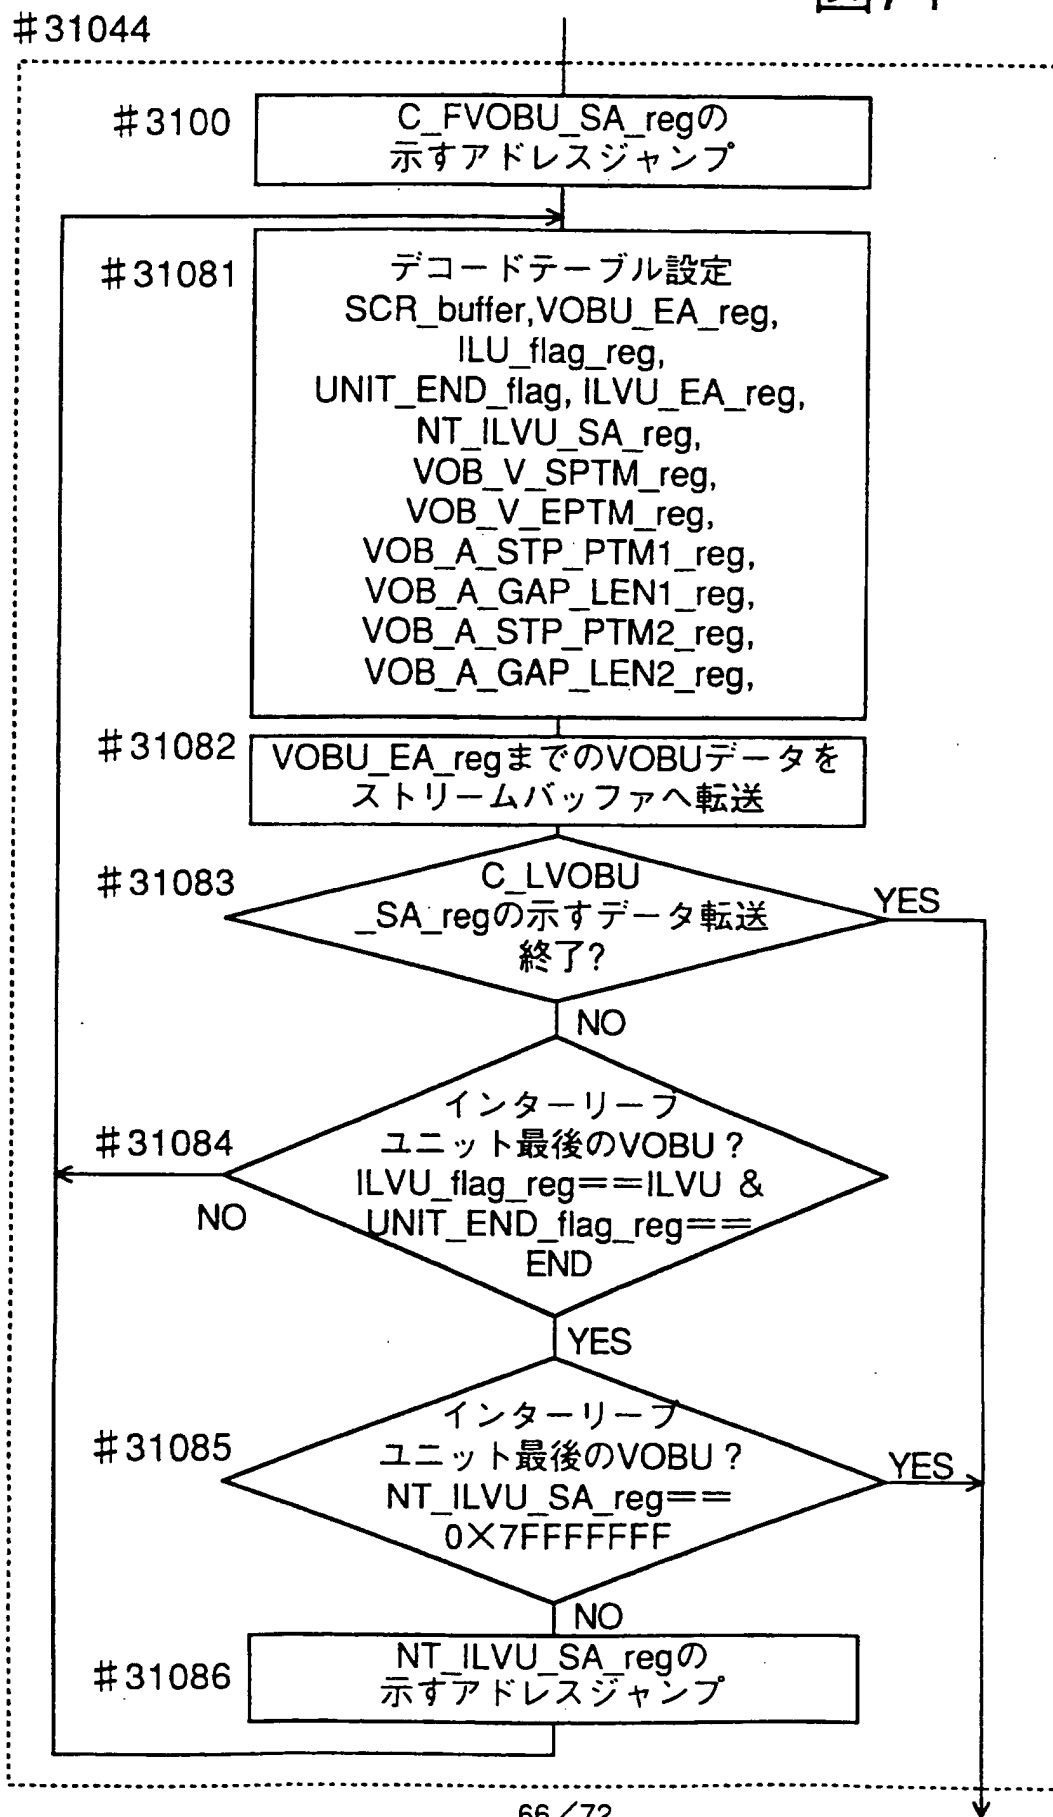 #31044
#3100
C_FVOBU_SA_regの
示すアドレスジャンプ
#31081
デコードテーブル設定
SCR_buffer,VOBU_EA_reg,
ILU_flag_reg,
UNIT_END_flag, ILVU_EA_reg,
NT_ILVU_SA_reg,
VOB_V_SPTM_reg,
VOB_V_EPTM_reg,
VOB_A_STP_PTM1_reg,
VOB_A_GAP_LEN1_reg,
VOB_A_STP_PTM2_reg,
VOB_A_GAP_LEN2_reg,
#31082
VOBU_EA_regまでのVOBUデータを
ストリームバッファへ転送
#31083
C_LVOBU
_SA_regの示すデータ転送
終了?
YES
NO
#31084
インターリーブ
ユニット最後のVOBU?
ILVU_flag_reg==ILVU &
UNIT_END_flag_reg==
END
NO
YES
#31085
インターリーブ
ユニット最後のVOBU?
NT_ILVU_SA_reg==
0×7FFFFFFF
YES
NO
#31086
NT_ILVU_SA_regの
示すアドレスジャンプ
66/72